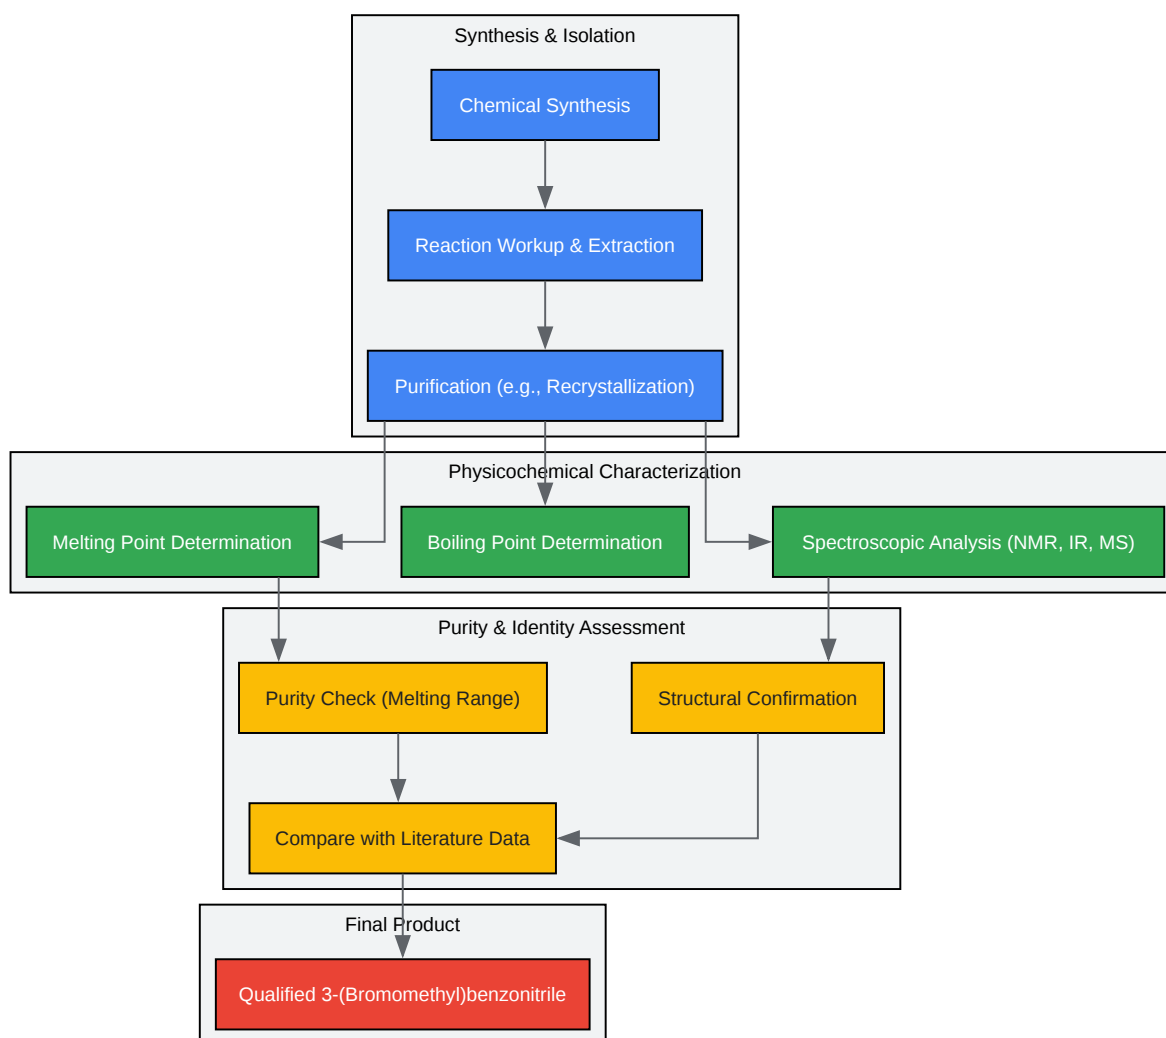 Synthesis & Isolation
Chemical Synthesis
Reaction Workup & Extraction
Purification (e.g., Recrystallization)
Physicochemical Characterization
Melting Point Determination
Boiling Point Determination
Spectroscopic Analysis (NMR, IR, MS)
Purity & Identity Assessment
Purity Check (Melting Range)
Structural Confirmation
Compare with Literature Data
Final Product
Qualified 3-(Bromomethyl)benzonitrile